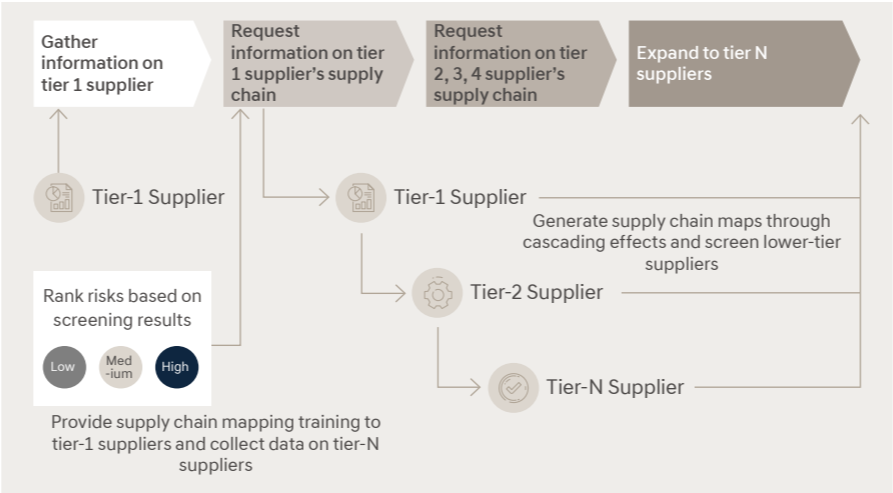 Gather
information on
tier 1 supplier
Request
information on tier
1 supplier's supply
chain
Request
information on tier
2, 3, 4 supplier's
supply chain
Expand to tier N
suppliers
Tier-1 Supplier
Tier-1 Supplier
Generate supply chain maps through
cascading effects and screen lower-tier
suppliers
Tier-2 Supplier
Tier-N Supplier
Rank risks based on
screening results
Low
Med
-ium
High
Provide supply chain mapping training to
tier-1 suppliers and collect data on tier-N
suppliers